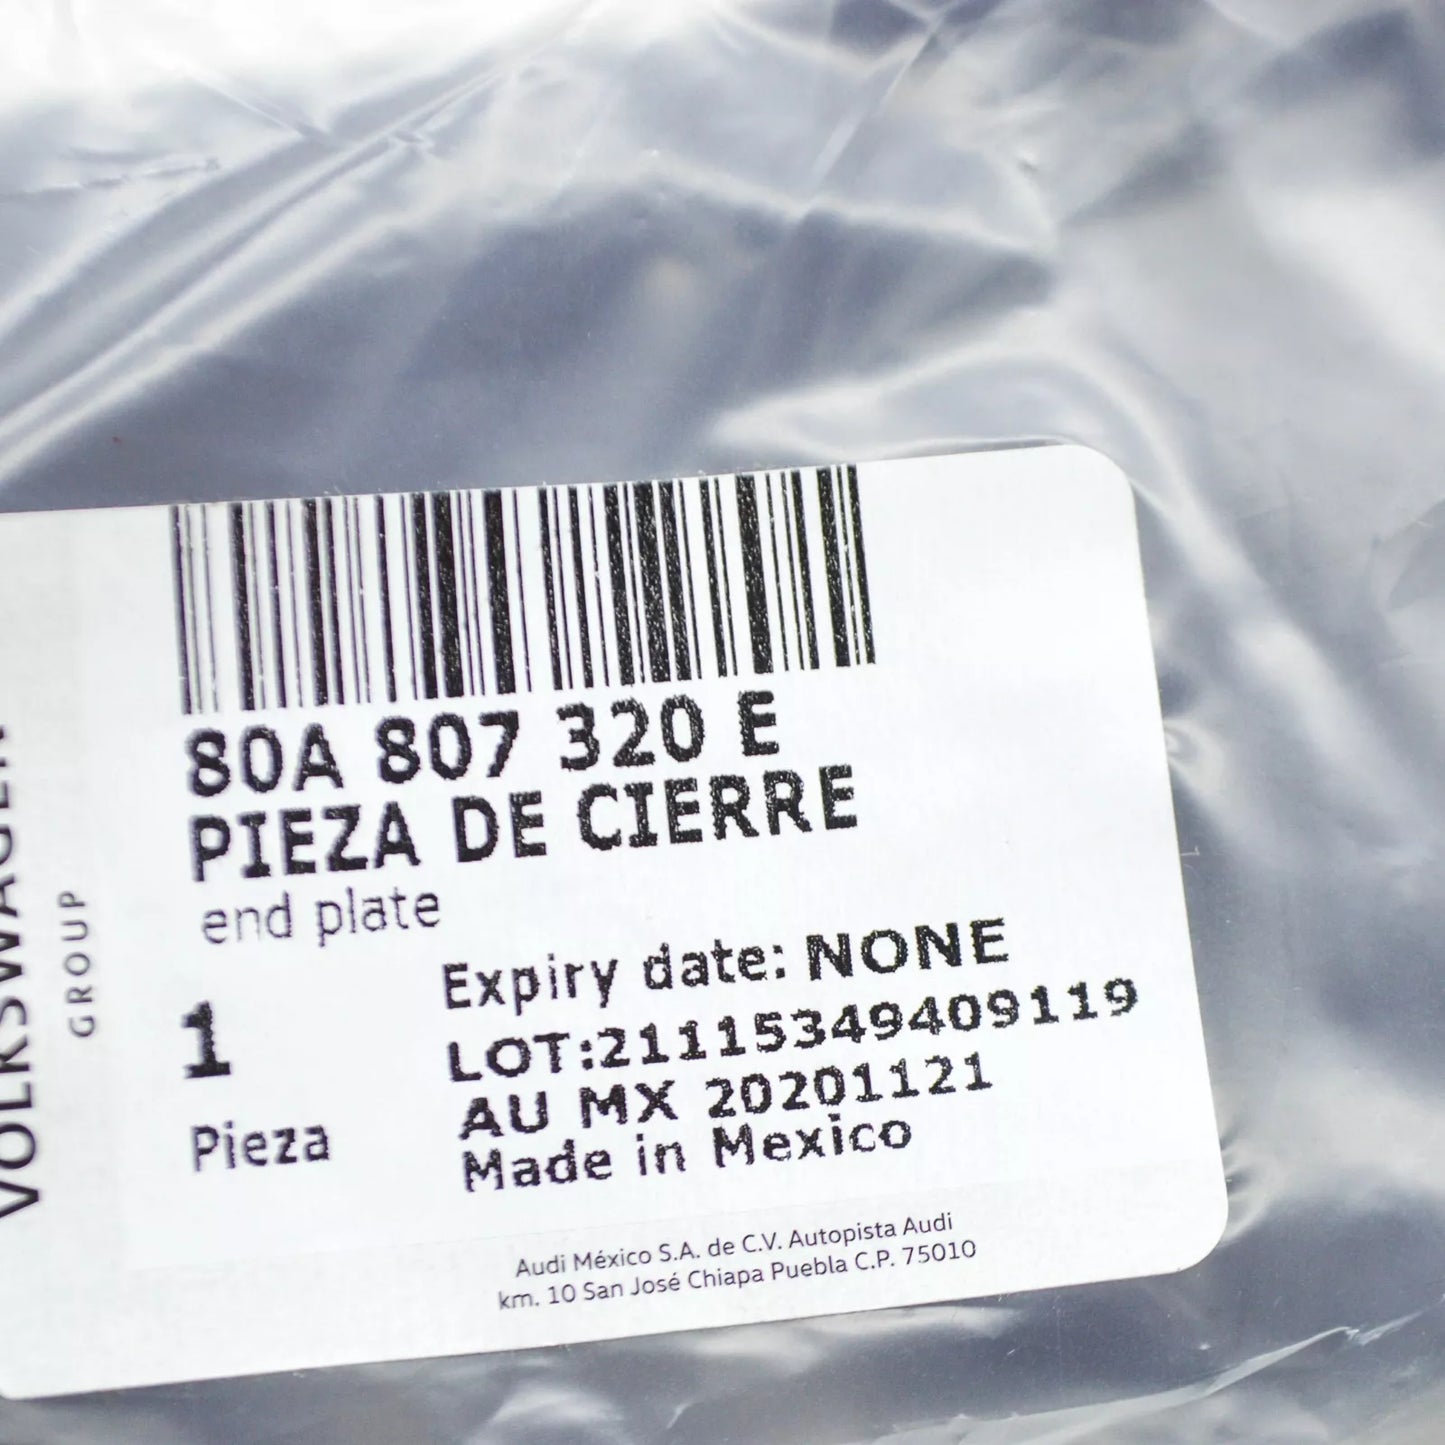 VOLKSWAGEN
GROUP
80A 807 320 E
PIEZA DE CIERRE
end plate
Expiry date: NONE
1
LOT:21115349409119
AU MX 20201121
Pieza
Made in Mexico
Audi México S.A. de C.V. Autopista Audi
km. 10 San José Chiapa Puebla C.P. 75010